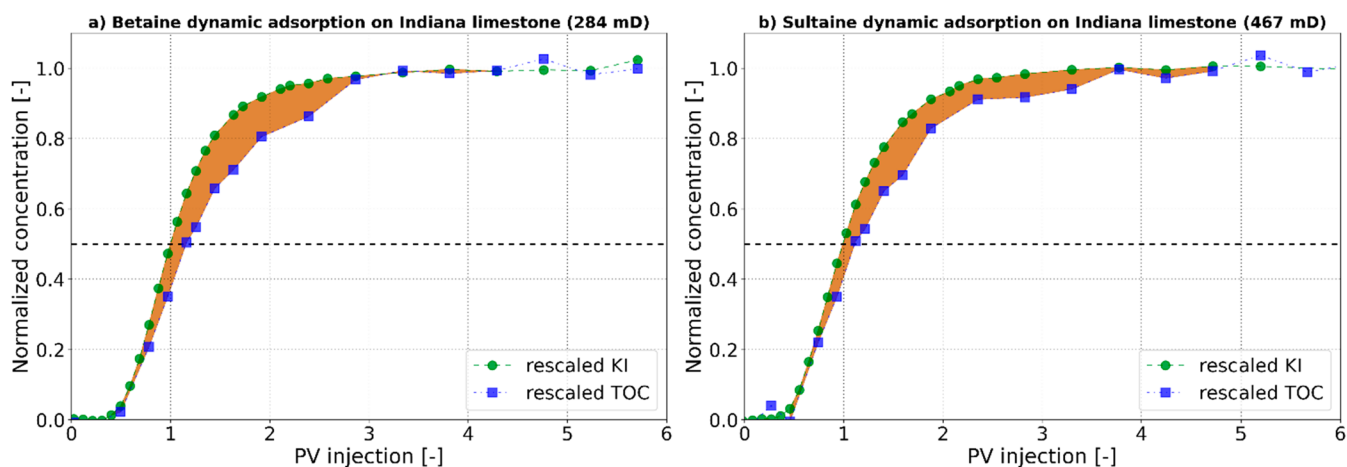 a) Betaine dynamic adsorption on Indiana limestone (284 mD)
Normalized concentration [-]
1.0
0.8
0.6
0.4
0.2
0.0
0 1 2 3 4 5 6
PV injection [-]
rescaled KI
rescaled TOC
b) Sultaine dynamic adsorption on Indiana limestone (467 mD)
Normalized concentration [-]
1.0
0.8
0.6
0.4
0.2
0.0
0 1 2 3 4 5 6
PV injection [-]
rescaled KI
rescaled TOC